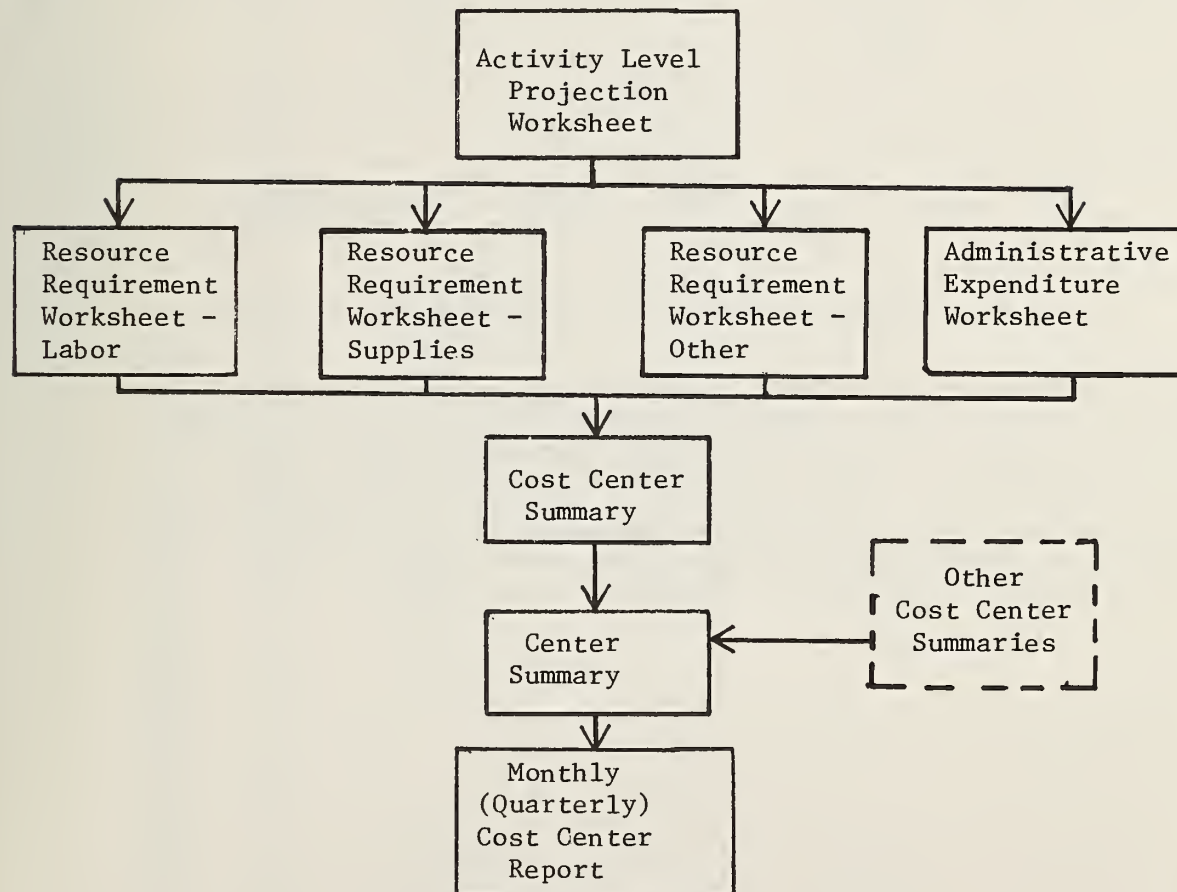 Activity Level
Projection
Worksheet
Resource
Requirement
Worksheet -
Labor
Resource
Requirement
Worksheet -
Supplies
Resource
Requirement
Worksheet -
Other
Administrative
Expenditure
Worksheet
Cost Center
Summary
Other
Cost Center
Summaries
Center
Summary
Monthly
(Quarterly)
Cost Center
Report